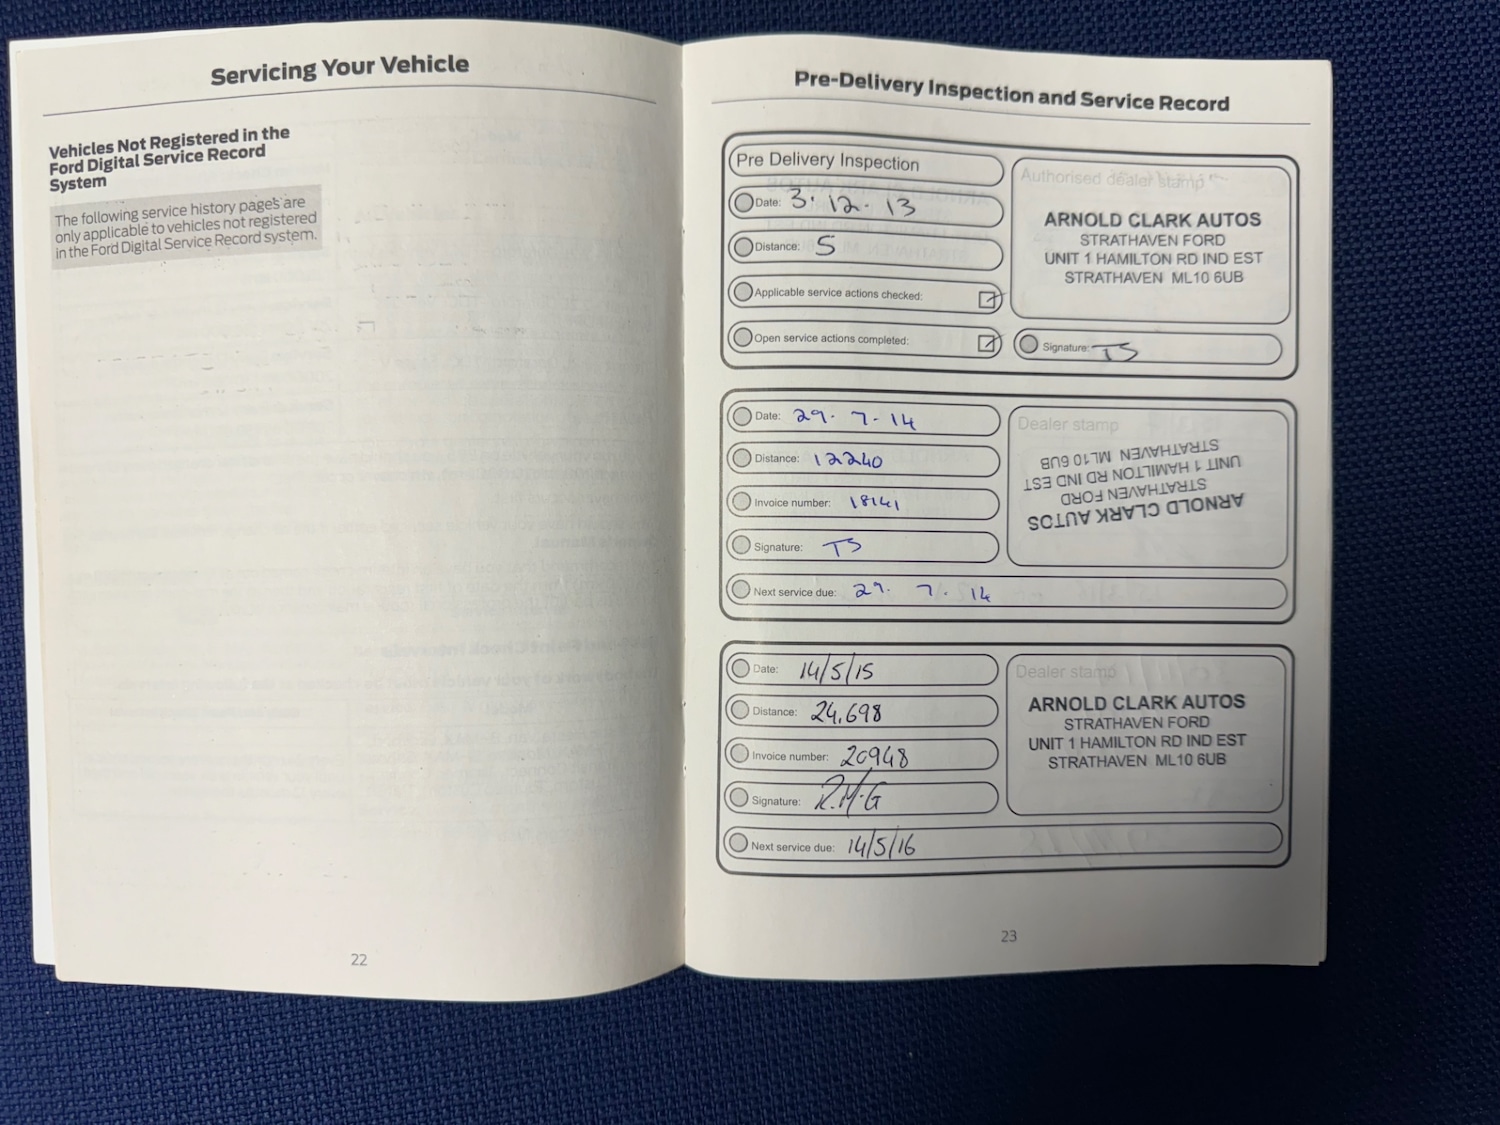 Servicing Your Vehicle
Vehicles Not Registered in the
Ford Digital Service Record
System
The following service history pages are
only applicable to vehicles not registered
in the Ford Digital Service Record system.
22
Pre-Delivery Inspection and Service Record
Pre Delivery Inspection
Date: 3.12.13
Distance: 5
Applicable service actions checked:
Open service actions completed:
Authorised dealer stamp
ARNOLD CLARK AUTOS
STRATHAVEN FORD
UNIT 1 HAMILTON RD IND EST
STRATHAVEN ML10 6UB
Signature: TS
Date: 29.7.14
Distance: 12240
Invoice number: 18141
Signature: TS
Next service due: 29. 7. 14
Dealer stamp
ARNOLD CLARK AUTOS
STRATHAVEN FORD
UNIT 1 HAMILTON RD IND EST
STRATHAVEN ML10 6UB
Date: 14/5/15
Distance: 24,698
Invoice number: 20948
Signature: R.M.G
Next service due: 14/5/16
Dealer stamp
ARNOLD CLARK AUTOS
STRATHAVEN FORD
UNIT 1 HAMILTON RD IND EST
STRATHAVEN ML10 6UB
23